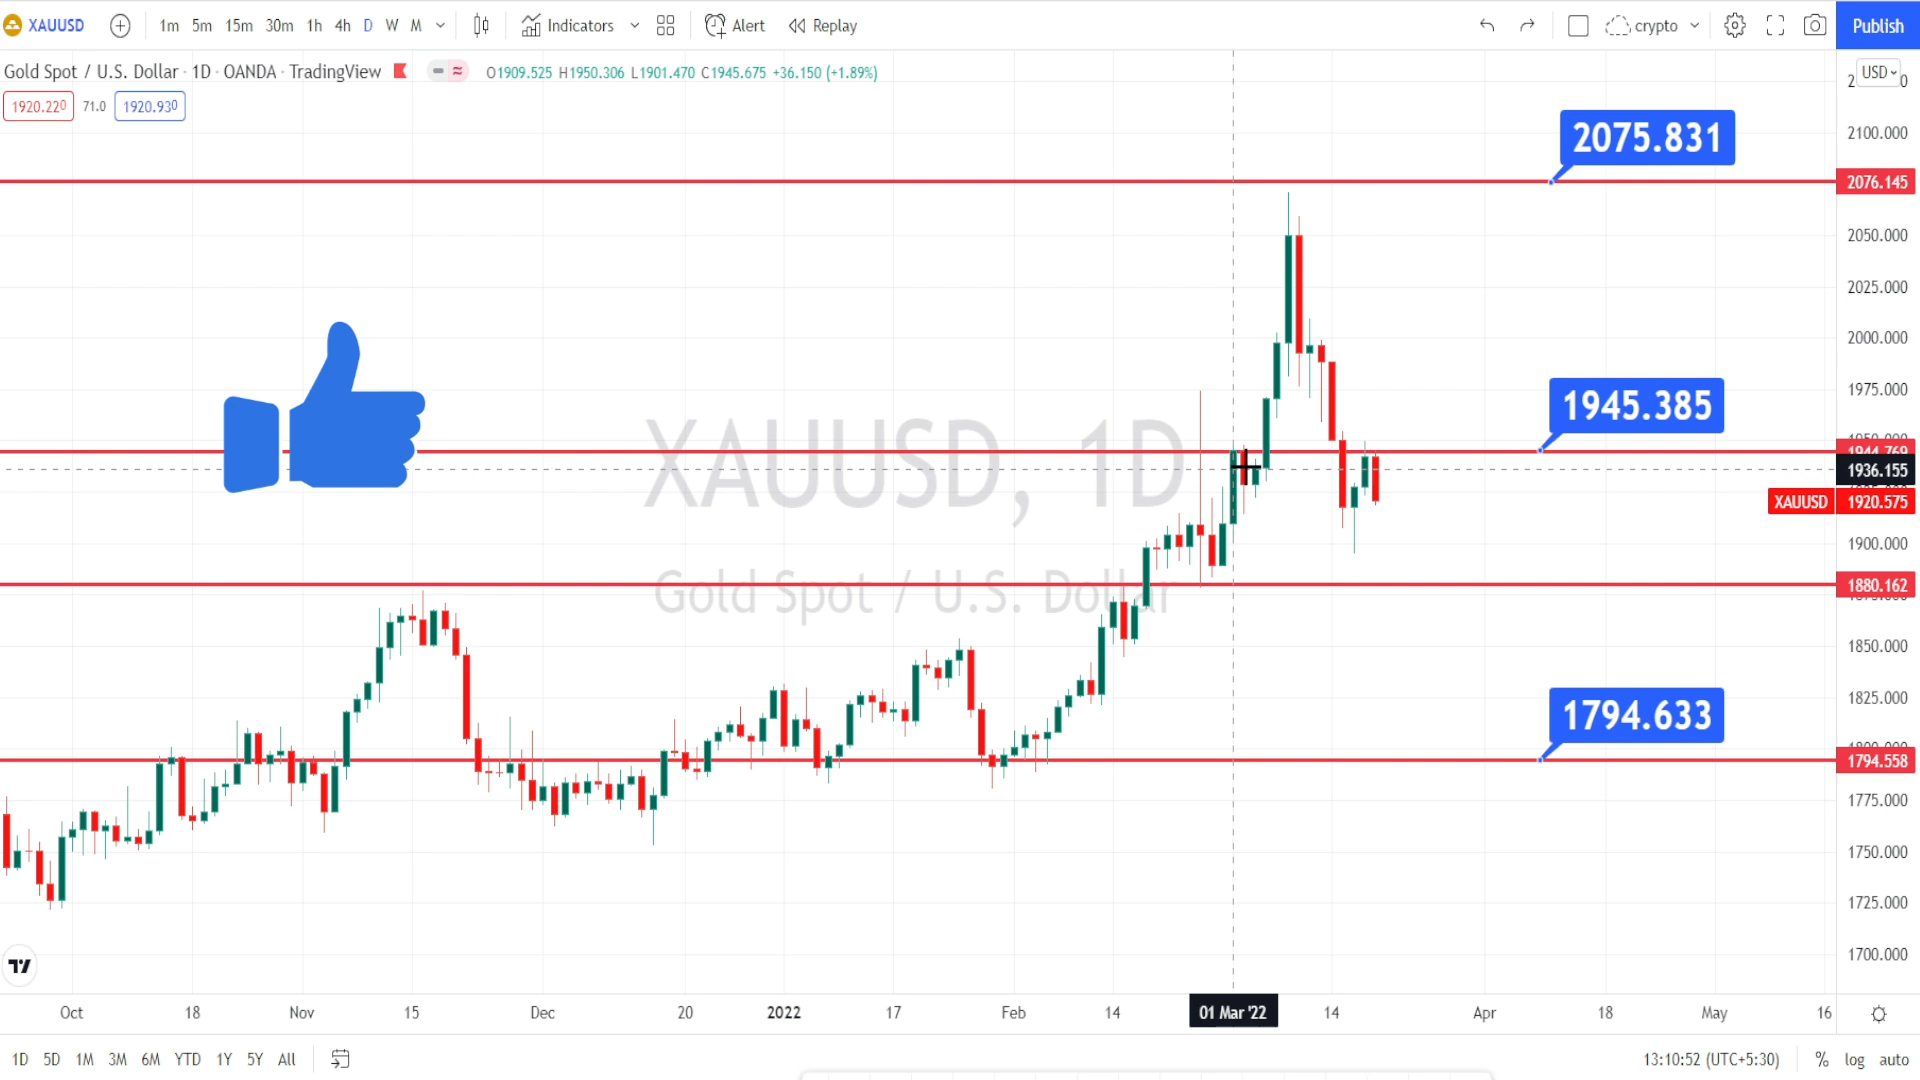 XAUUSD 1m 5m 15m 30m 1h 4h D W M Indicators Alert Replay crypto Publish
Gold Spot / U.S. Dollar · 1D · OANDA · TradingView O1909.525 H1950.306 L1901.470 C1945.675 +36.150 (+1.89%)
USD
1920.220 71.0 1920.930
2075.831
2100.000
2076.145
2050.000
2025.000
2000.000
1975.000
1945.385
1944.769
1936.155
XAUUSD 1920.575
XAUUSD, 1D
Gold Spot / U.S. Dollar
1900.000
1880.162
1850.000
1825.000
1794.633
1794.558
1775.000
1750.000
1725.000
1700.000
Oct 18 Nov 15 Dec 20 2022 17 Feb 14 01 Mar '22 14 Apr 18 May 16
1D 5D 1M 3M 6M YTD 1Y 5Y All 13:10:52 (UTC+5:30) % log auto